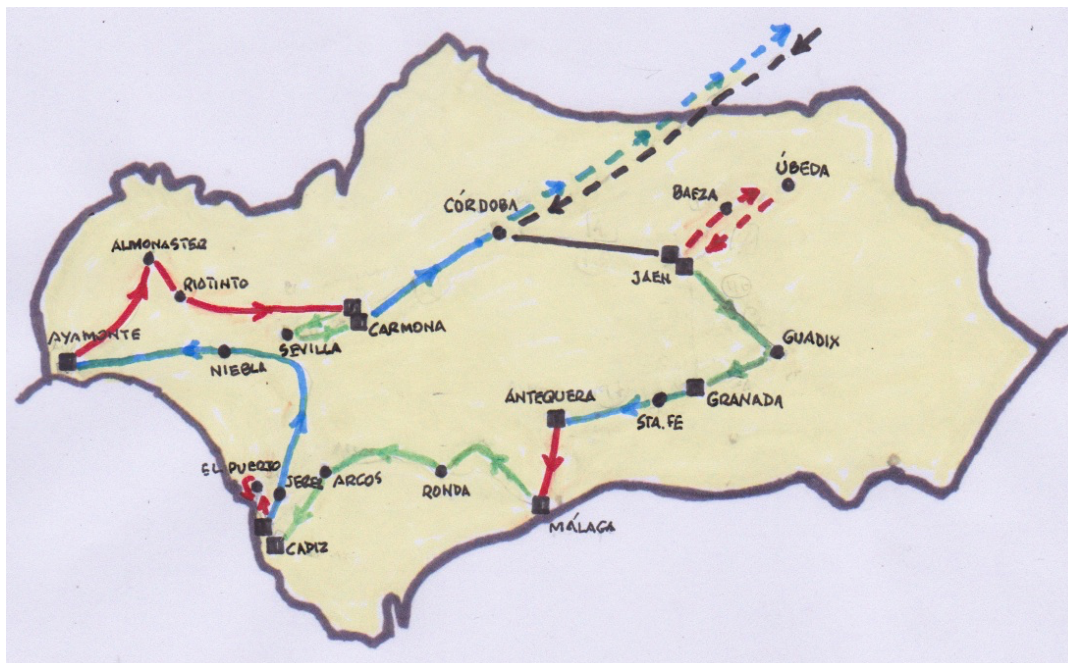 ÚBEDA
BAEZA
CÓRDOBA
ALMONASTER
JAEN
RIOTINTO
CARMONA
AYAMONTE
SEVILLA
GUADIX
NIEBLA
ÁNTEQUERA
GRANADA
STA.FE
EL PUERTO
JEREZ
ARCOS
RONDA
MÁLAGA
CADIZ